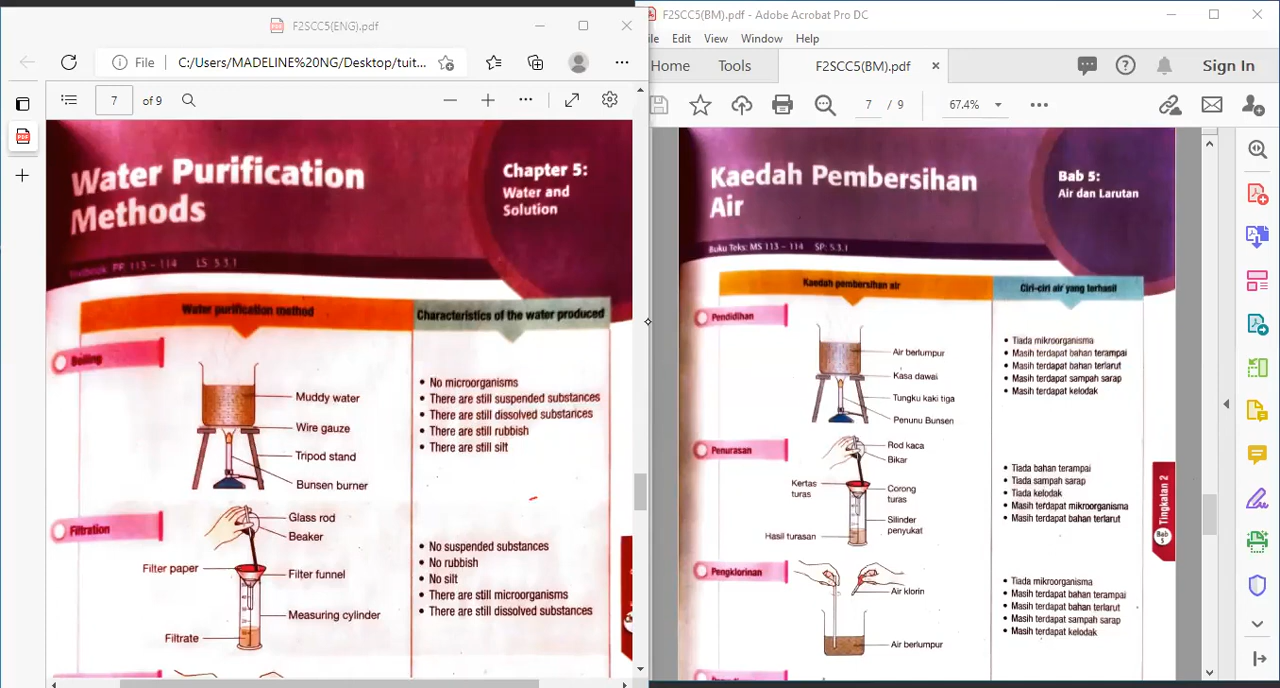 F2SCC5(ENG).pdf
File C:/Users/MADELINE%20NG/Desktop/tuit...
7 of 9
Water Purification
Methods
Chapter 5:
Water and
Solution
Textbook: PP. 113 – 114 LS: 5.3.1
Water purification method
Characteristics of the water produced
Boiling
Muddy water
Wire gauze
Tripod stand
Bunsen burner
• No microorganisms
• There are still suspended substances
• There are still dissolved substances
• There are still rubbish
• There are still silt
Filtration
Glass rod
Beaker
Filter paper
Filter funnel
Measuring cylinder
Filtrate
• No suspended substances
• No rubbish
• No silt
• There are still microorganisms
• There are still dissolved substances
F2SCC5(BM).pdf - Adobe Acrobat Pro DC
ile Edit View Window Help
Home Tools F2SCC5(BM).pdf × Sign In
7 / 9 67.4%
Kaedah Pembersihan
Air
Bab 5:
Air dan Larutan
Buku Teks: MS 113 – 114 SP: 5.3.1
Kaedah pembersihan air
Ciri-ciri air yang terhasil
Pendidihan
Air berlumpur
Kasa dawai
Tungku kaki tiga
Penunu Bunsen
• Tiada mikroorganisma
• Masih terdapat bahan terampai
• Masih terdapat bahan terlarut
• Masih terdapat sampah sarap
• Masih terdapat kelodak
Penurasan
Rod kaca
Bikar
Kertas
turas
Corong
turas
Silinder
penyukat
Hasil turasan
• Tiada bahan terampai
• Tiada sampah sarap
• Tiada kelodak
• Masih terdapat mikroorganisma
• Masih terdapat bahan terlarut
Pengklorinan
Air klorin
Air berlumpur
• Tiada mikroorganisma
• Masih terdapat bahan terampai
• Masih terdapat bahan terlarut
• Masih terdapat sampah sarap
• Masih terdapat kelodak
Tingkatan 2
Bab
5